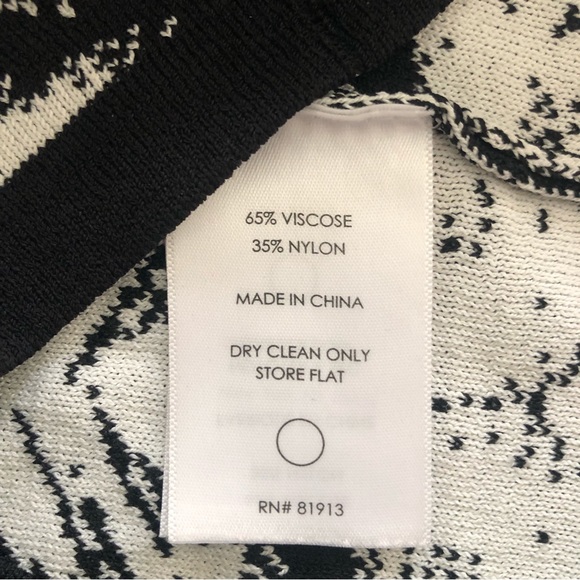 65% VISCOSE
35% NYLON
MADE IN CHINA
DRY CLEAN ONLY
STORE FLAT
RN# 81913